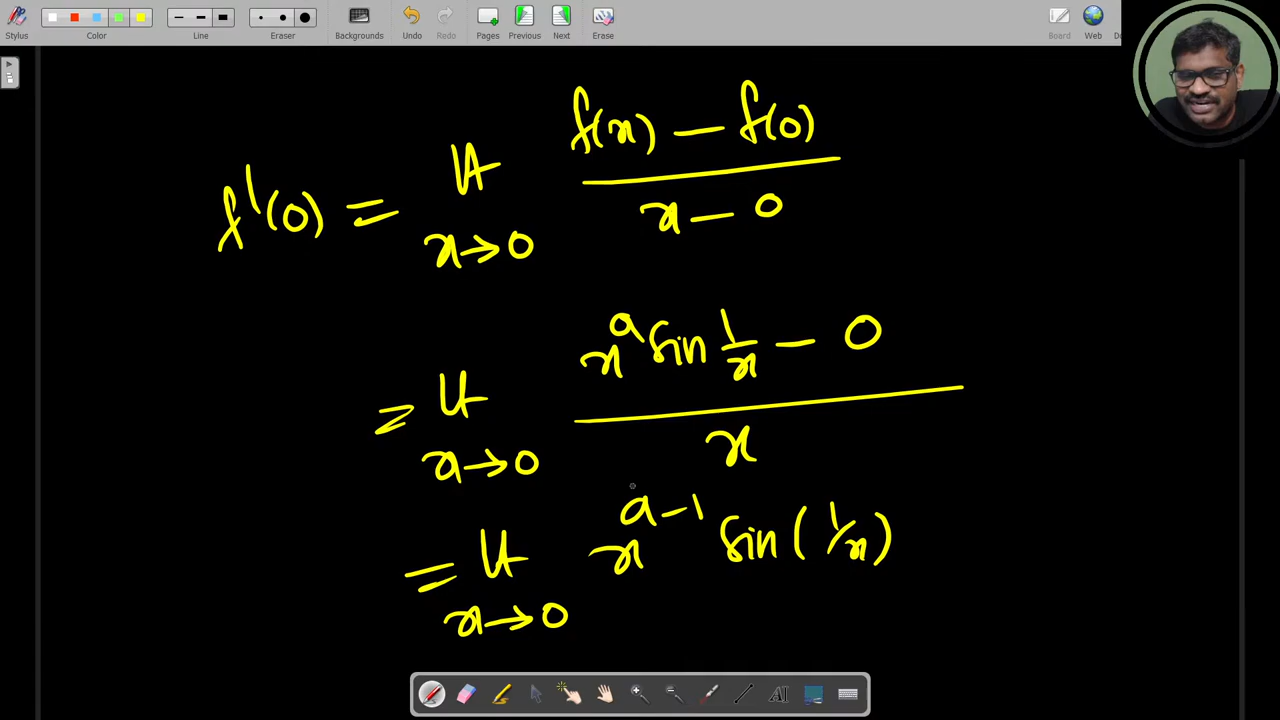 Stylus Color Line Eraser Backgrounds Undo Redo Pages Previous Next Erase Board Web
f'(0) = lt x→0 (f(x) − f(0)) / (x − 0)
= lt x→0 (x^a sin 1/x − 0) / x
= lt x→0 x^(a−1) sin(1/x)